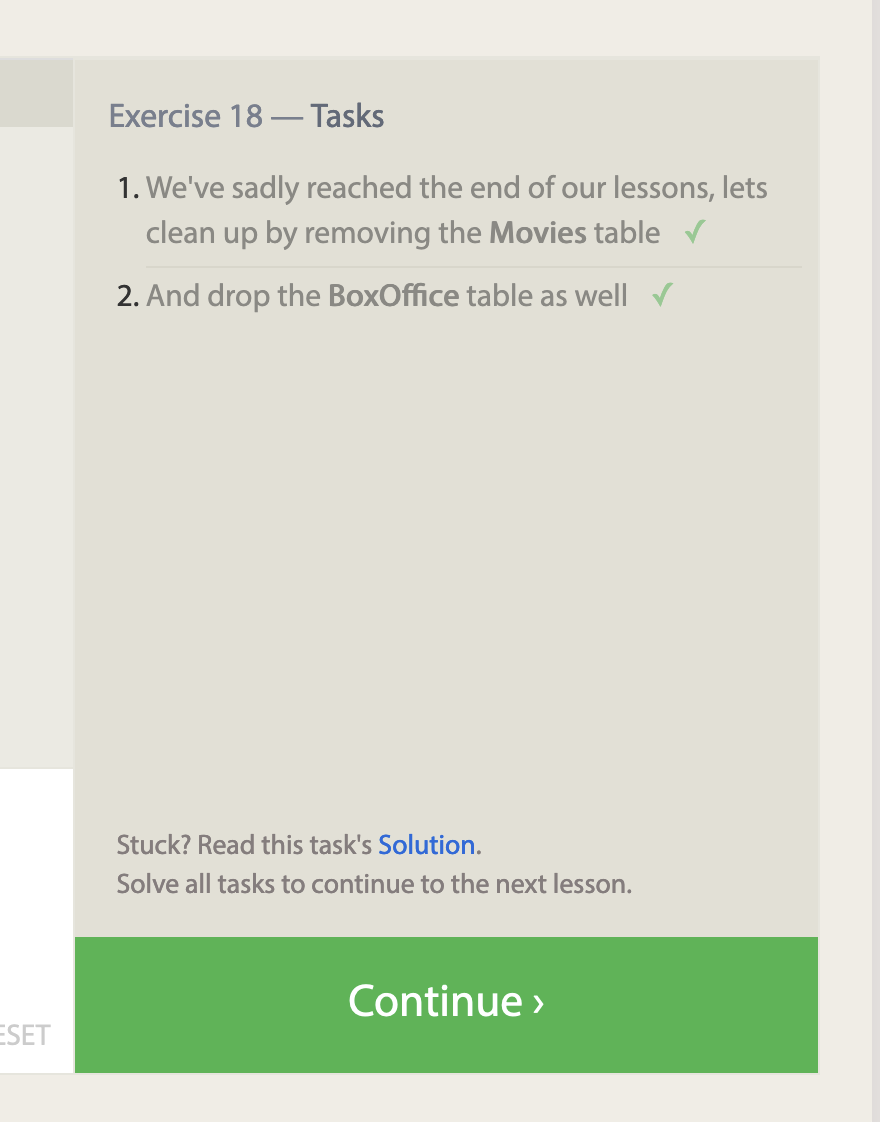 Exercise 18 — Tasks
1. We've sadly reached the end of our lessons, lets
clean up by removing the Movies table ✓
2. And drop the BoxOffice table as well ✓
Stuck? Read this task's Solution.
Solve all tasks to continue to the next lesson.
ESET
Continue ›